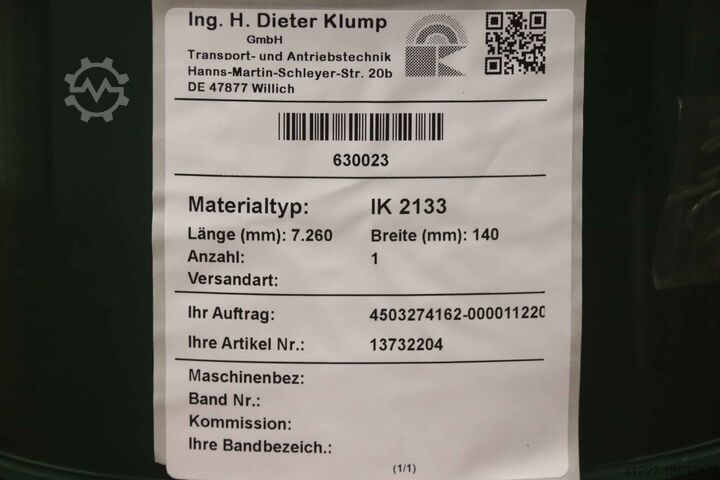 Ing. H. Dieter Klump
GmbH
Transport- und Antriebstechnik
Hanns-Martin-Schleyer-Str. 20b
DE 47877 Willich
630023
Materialtyp: IK 2133
Länge (mm): 7.260 Breite (mm): 140
Anzahl: 1
Versandart:
Ihr Auftrag: 4503274162-000011220
Ihre Artikel Nr.: 13732204
Maschinenbez:
Band Nr.:
Kommission:
Ihre Bandbezeich.:
(1/1)